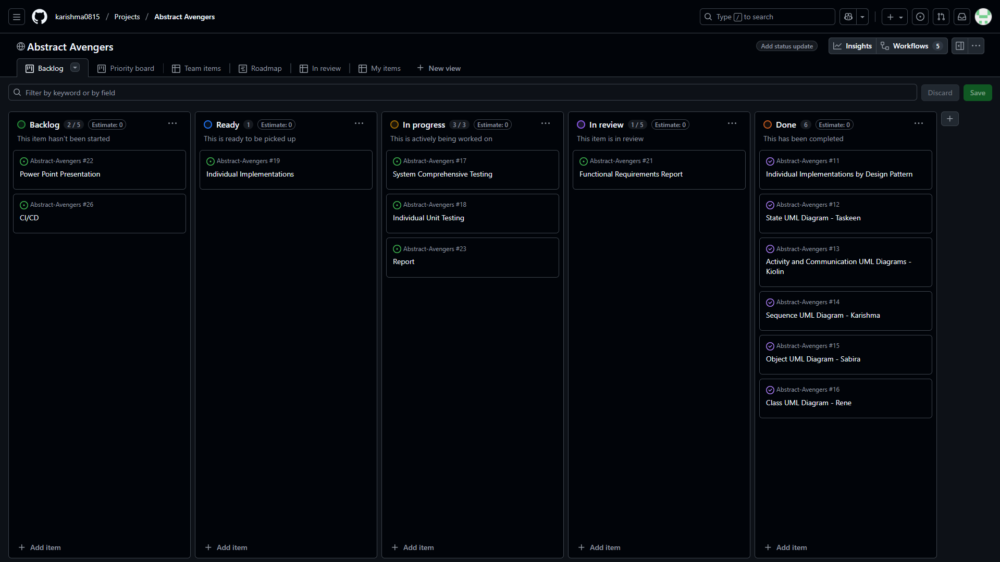 karishma0815 / Projects / Abstract Avengers
Type / to search
Abstract Avengers
Add status update
Insights
Workflows 5
Backlog
Priority board
Team items
Roadmap
In review
My items
New view
Filter by keyword or by field
Discard
Save
Backlog 2 / 5 Estimate: 0
This item hasn't been started
Abstract-Avengers #22
Power Point Presentation
Abstract-Avengers #26
CI/CD
Add item
Ready 1 Estimate: 0
This is ready to be picked up
Abstract-Avengers #19
Individual Implementations
Add item
In progress 3 / 3 Estimate: 0
This is actively being worked on
Abstract-Avengers #17
System Comprehensive Testing
Abstract-Avengers #18
Individual Unit Testing
Abstract-Avengers #23
Report
Add item
In review 1 / 5 Estimate: 0
This item is in review
Abstract-Avengers #21
Functional Requirements Report
Add item
Done 6 Estimate: 0
This has been completed
Abstract-Avengers #11
Individual Implementations by Design Pattern
Abstract-Avengers #12
State UML Diagram - Taskeen
Abstract-Avengers #13
Activity and Communication UML Diagrams -
Kiolin
Abstract-Avengers #14
Sequence UML Diagram - Karishma
Abstract-Avengers #15
Object UML Diagram - Sabira
Abstract-Avengers #16
Class UML Diagram - Rene
Add item